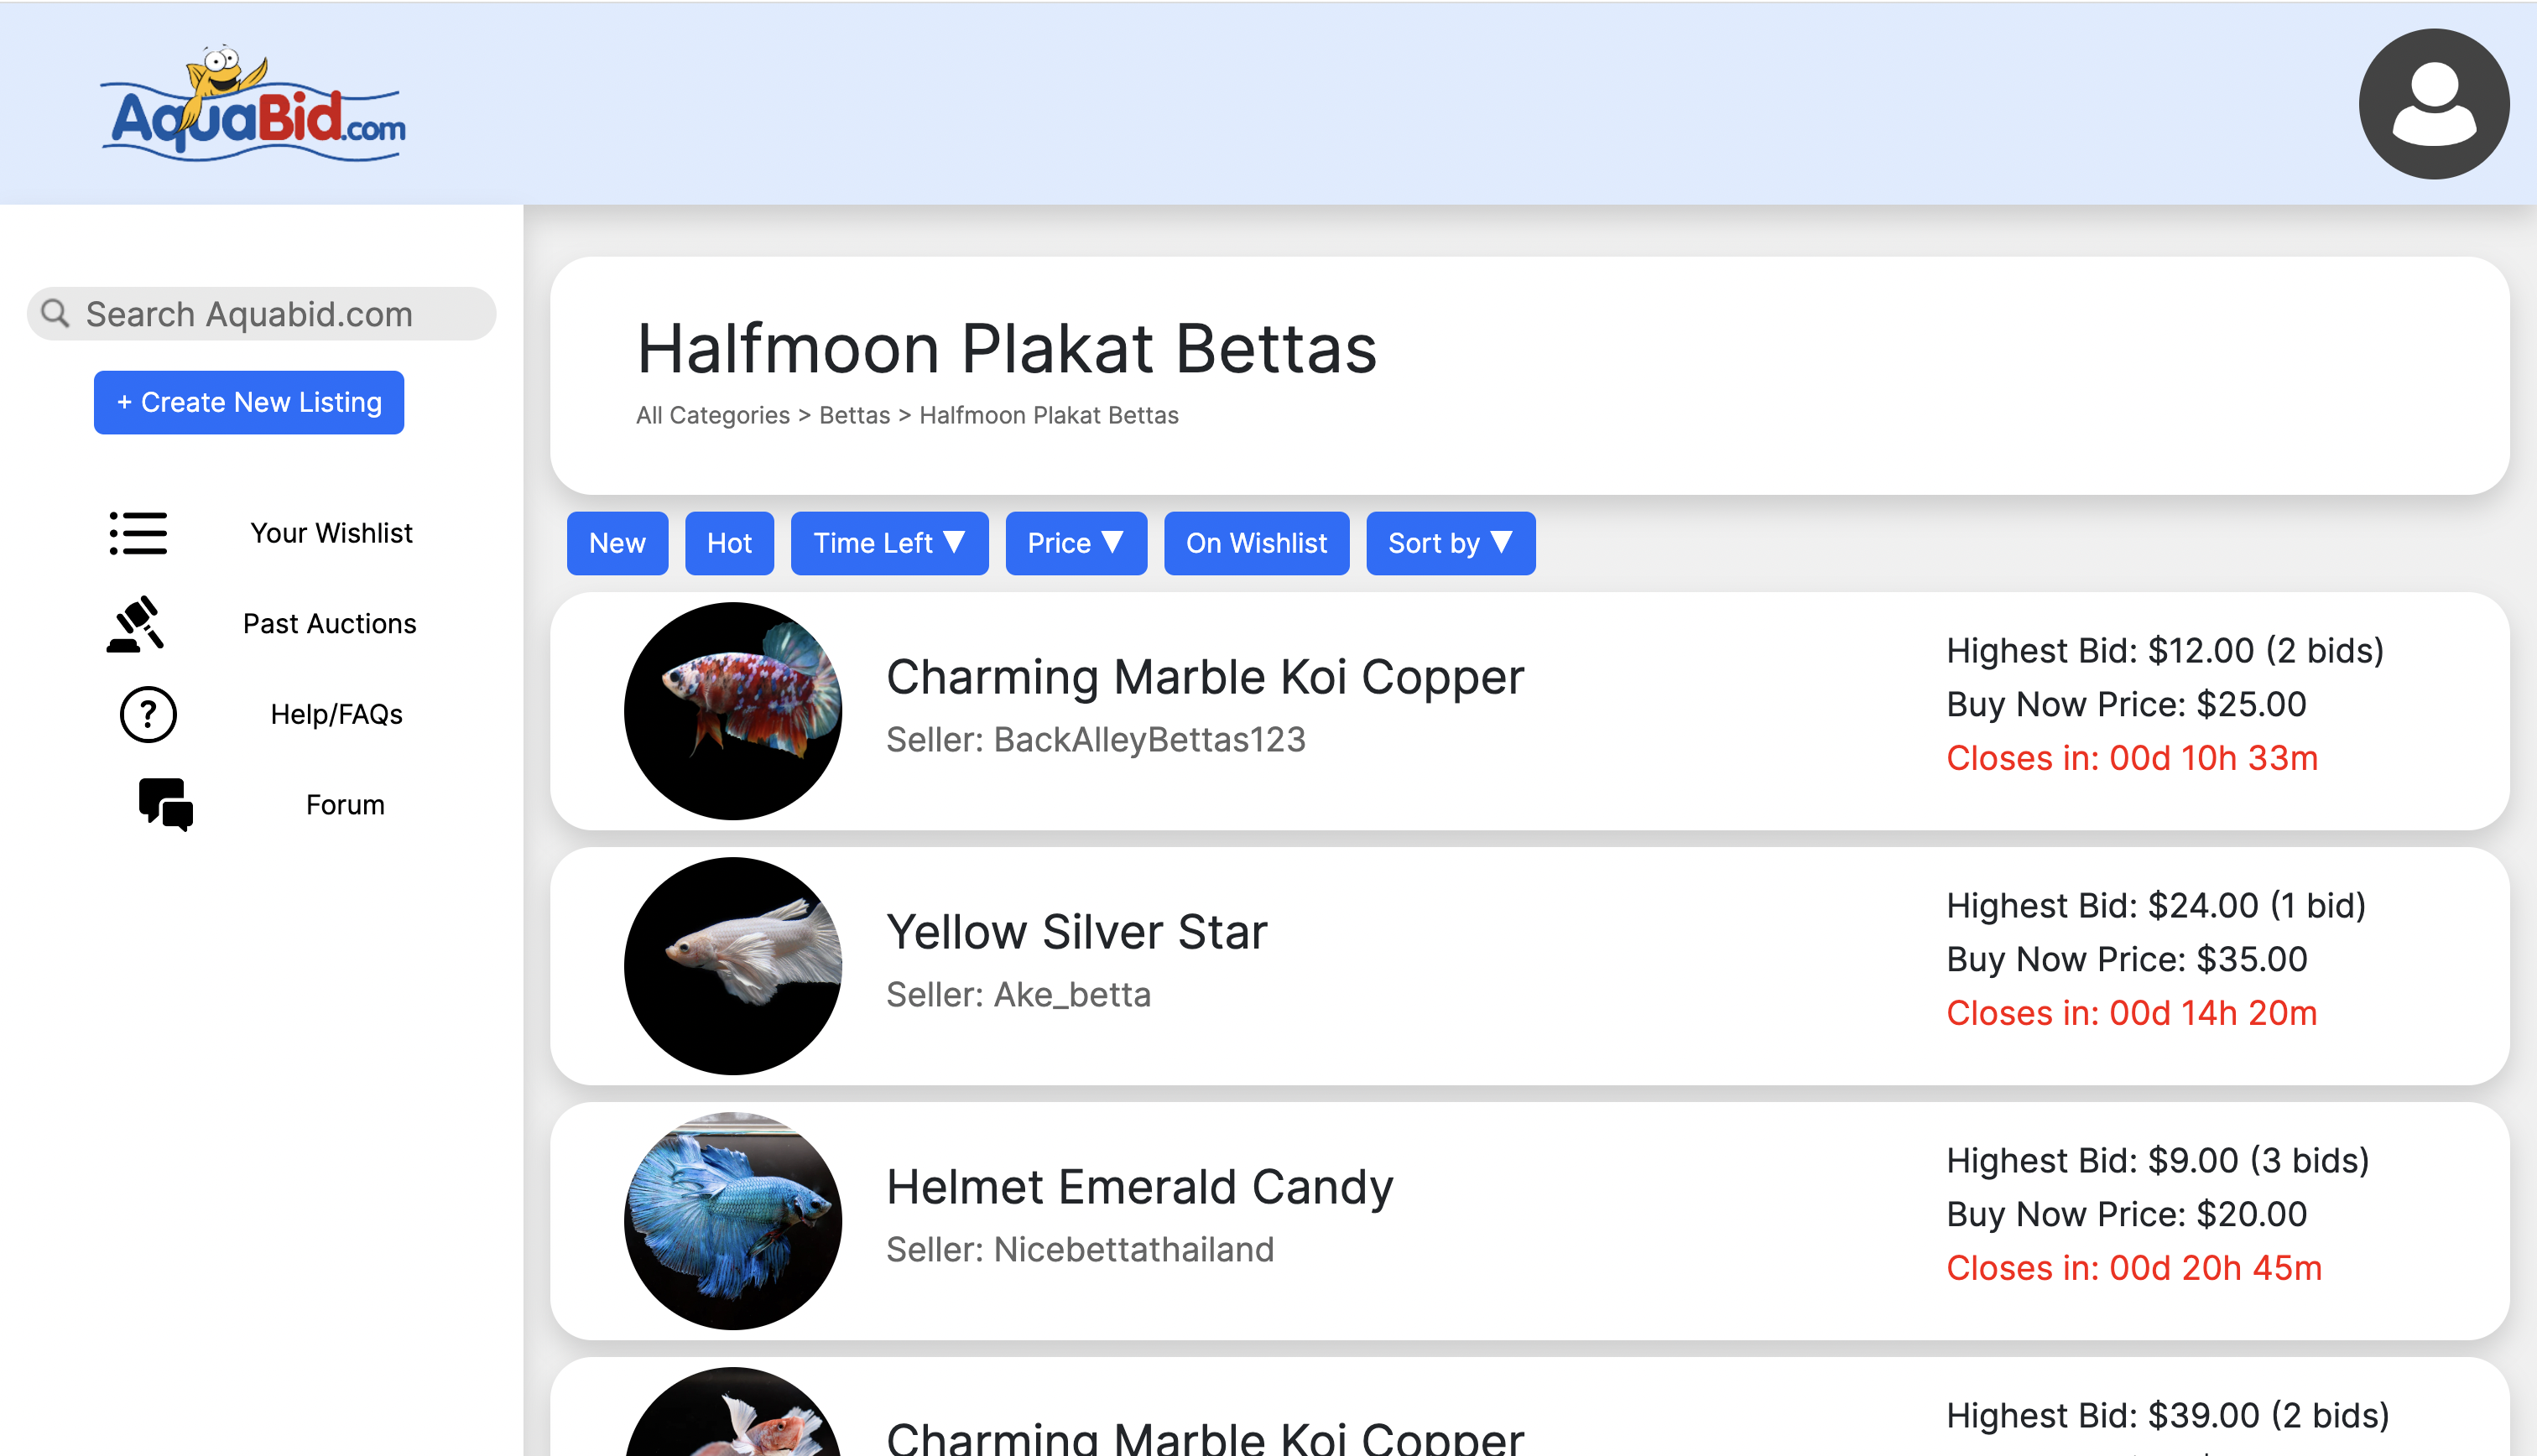 AquaBid.com
Search Aquabid.com
+ Create New Listing
Your Wishlist
Past Auctions
Help/FAQs
Forum
Halfmoon Plakat Bettas
All Categories > Bettas > Halfmoon Plakat Bettas
New
Hot
Time Left ▼
Price ▼
On Wishlist
Sort by ▼
Charming Marble Koi Copper
Seller: BackAlleyBettas123
Highest Bid: $12.00 (2 bids)
Buy Now Price: $25.00
Closes in: 00d 10h 33m
Yellow Silver Star
Seller: Ake_betta
Highest Bid: $24.00 (1 bid)
Buy Now Price: $35.00
Closes in: 00d 14h 20m
Helmet Emerald Candy
Seller: Nicebettathailand
Highest Bid: $9.00 (3 bids)
Buy Now Price: $20.00
Closes in: 00d 20h 45m
Charming Marble Koi Copper
Highest Bid: $39.00 (2 bids)